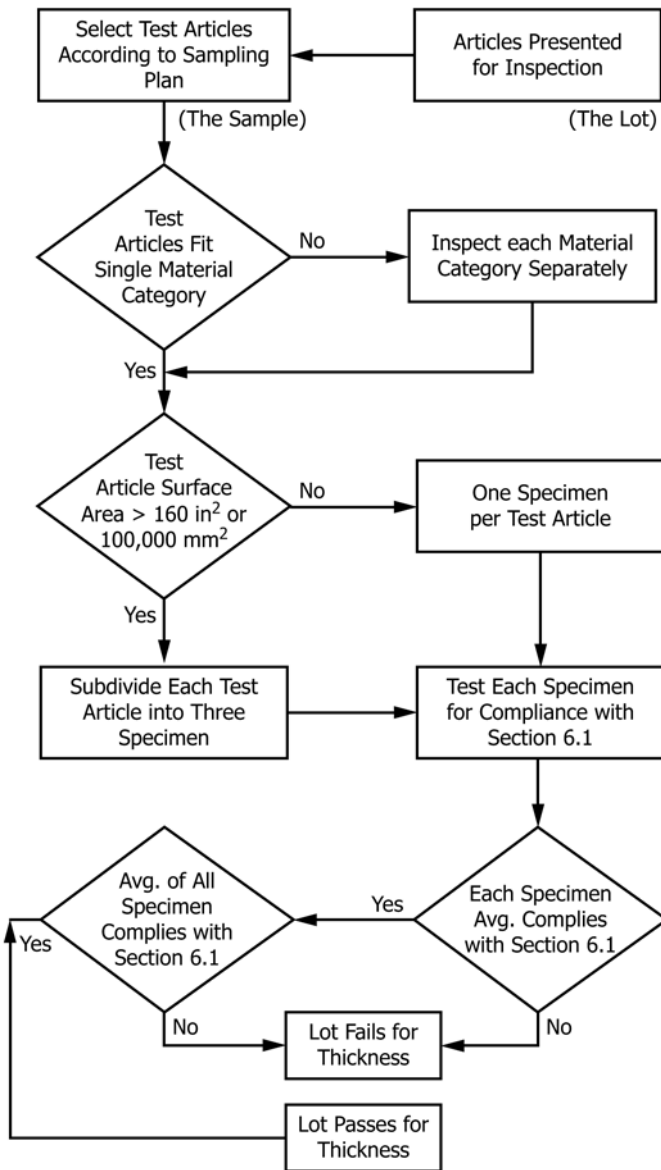 Select Test Articles
According to Sampling
Plan
Articles Presented
for Inspection
(The Sample)
(The Lot)
Test
Articles Fit
Single Material
Category
No
Inspect each Material
Category Separately
Yes
Test
Article Surface
Area > 160 in² or
100,000 mm²
No
One Specimen
per Test Article
Yes
Subdivide Each Test
Article into Three
Specimen
Test Each Specimen
for Compliance with
Section 6.1
Avg. of All
Specimen
Complies with
Section 6.1
Yes
Each Specimen
Avg. Complies
with Section 6.1
Yes
No
Lot Fails for
Thickness
No
Lot Passes for
Thickness